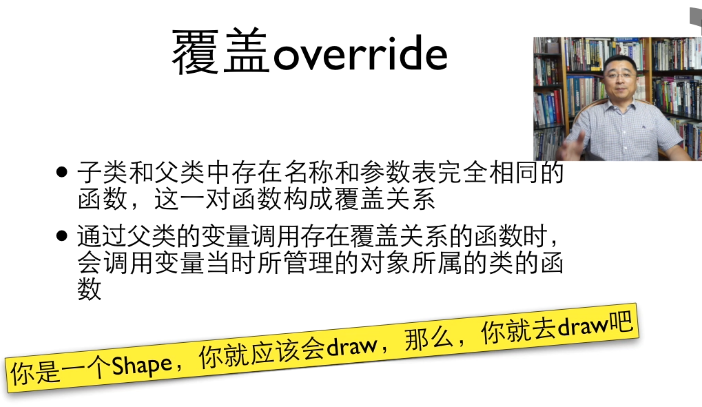 覆盖override
• 子类和父类中存在名称和参数表完全相同的
函数，这一对函数构成覆盖关系
• 通过父类的变量调用存在覆盖关系的函数时，
会调用变量当时所管理的对象所属的类的函
数
你是一个Shape，你就应该会draw，那么，你就去draw吧